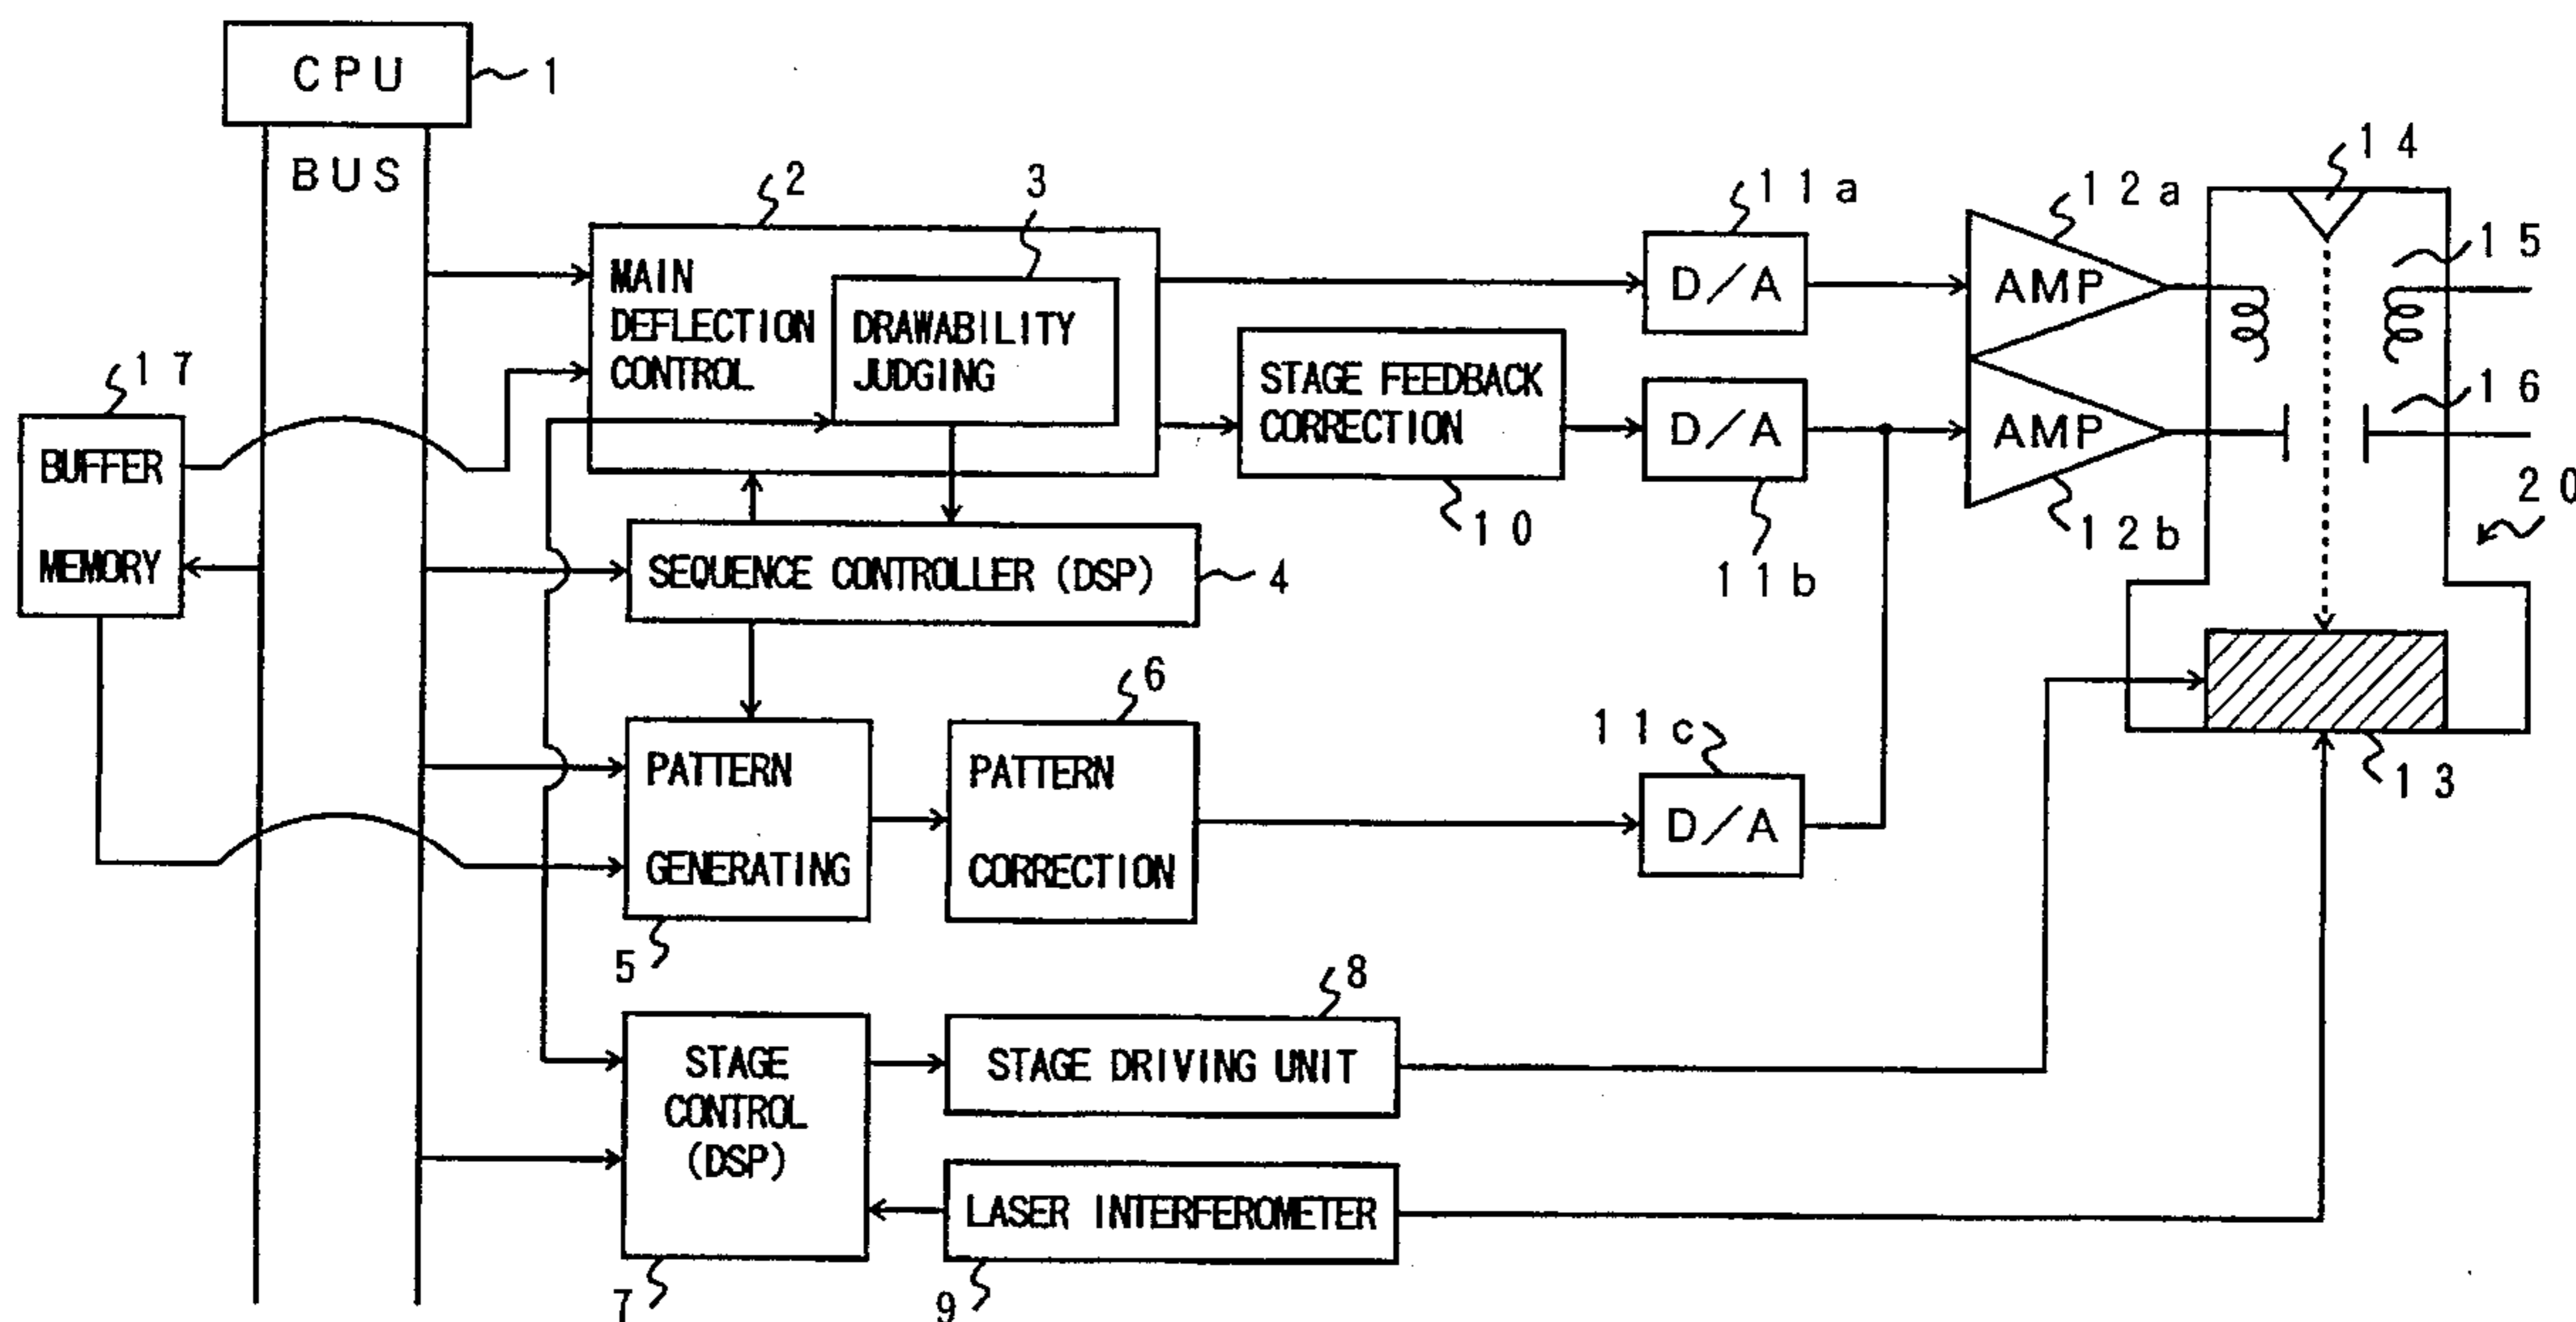 CPU
1
BUS
2
3
MAIN
DEFLECTION
CONTROL
DRAWABILITY
JUDGING
11a
D/A
12a
AMP
14
15
STAGE FEEDBACK
CORRECTION
10
D/A
11b
AMP
12b
16
20
17
BUFFER
MEMORY
SEQUENCE CONTROLLER (DSP)
4
PATTERN
GENERATING
5
6
PATTERN
CORRECTION
11c
D/A
13
STAGE
CONTROL
(DSP)
7
8
STAGE DRIVING UNIT
LASER INTERFEROMETER
9